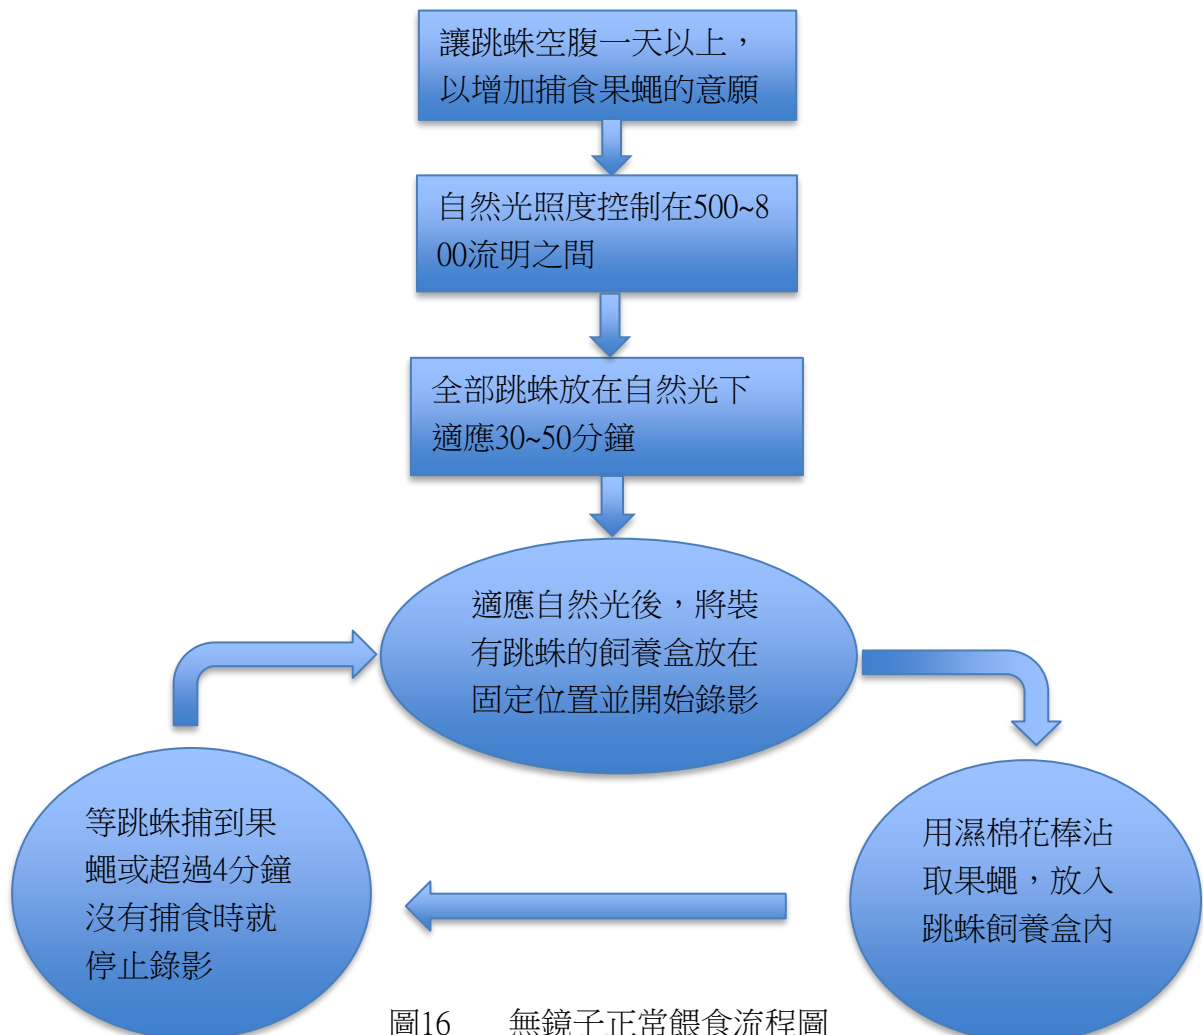 讓跳蛛空腹一天以上，
以增加捕食果蠅的意願
自然光照度控制在500~8
00流明之間
全部跳蛛放在自然光下
適應30~50分鐘
適應自然光後，將裝
有跳蛛的飼養盒放在
固定位置並開始錄影
用濕棉花棒沾
取果蠅，放入
跳蛛飼養盒內
等跳蛛捕到果
蠅或超過4分鐘
沒有捕食時就
停止錄影
圖16 無鏡子正常餵食流程圖